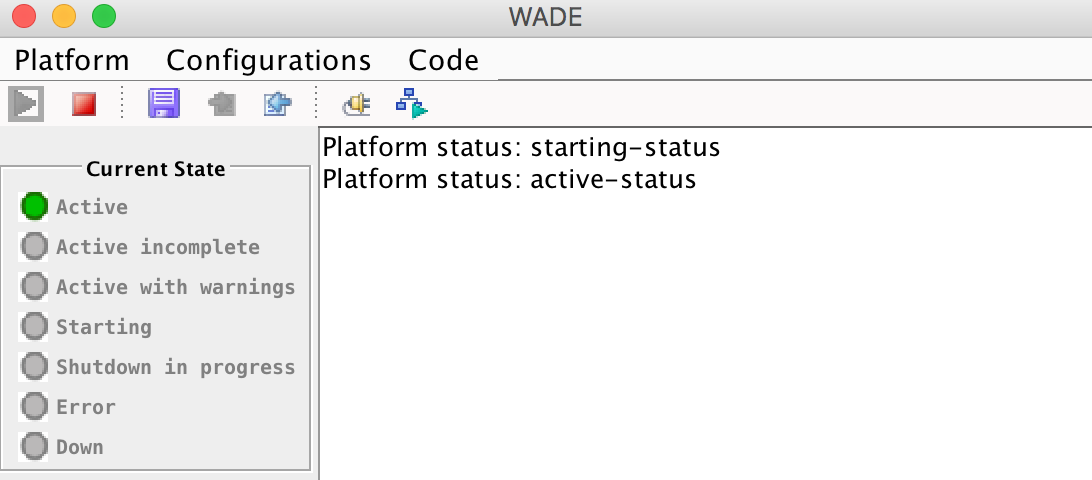 WADE
Platform Configurations Code
Current State
Active
Active incomplete
Active with warnings
Starting
Shutdown in progress
Error
Down
Platform status: starting-status
Platform status: active-status